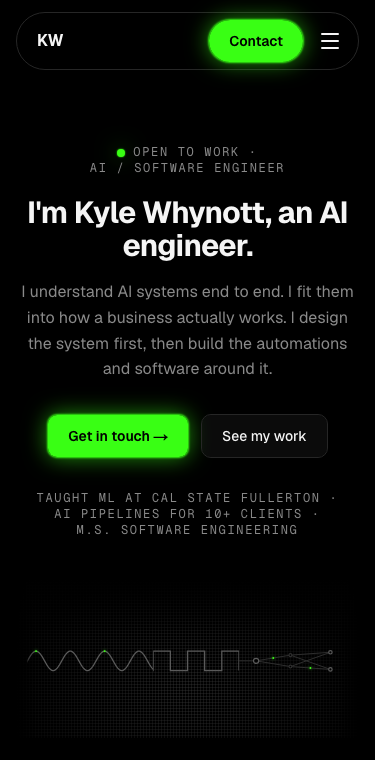 KW
Contact
OPEN TO WORK ·
AI / SOFTWARE ENGINEER
I'm Kyle Whynott, an AI
engineer.
I understand AI systems end to end. I fit them
into how a business actually works. I design
the system first, then build the automations
and software around it.
Get in touch →
See my work
TAUGHT ML AT CAL STATE FULLERTON ·
AI PIPELINES FOR 10+ CLIENTS ·
M.S. SOFTWARE ENGINEERING